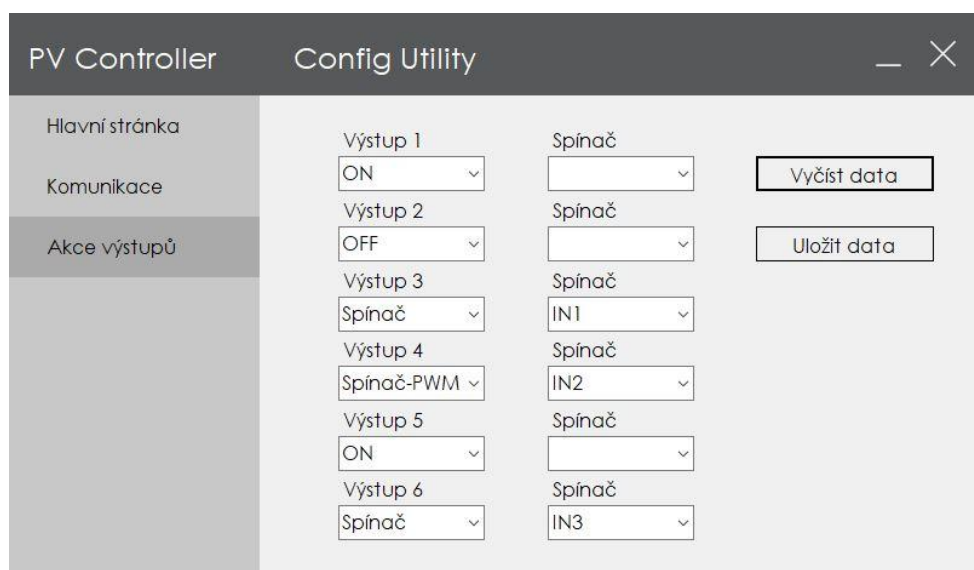 PV Controller
Config Utility
Hlavní stránka
Komunikace
Akce výstupů
Výstup 1 Spínač
ON
Vyčíst data
Výstup 2 Spínač
OFF
Uložit data
Výstup 3 Spínač
Spínač IN1
Výstup 4 Spínač
Spínač-PWM IN2
Výstup 5 Spínač
ON
Výstup 6 Spínač
Spínač IN3